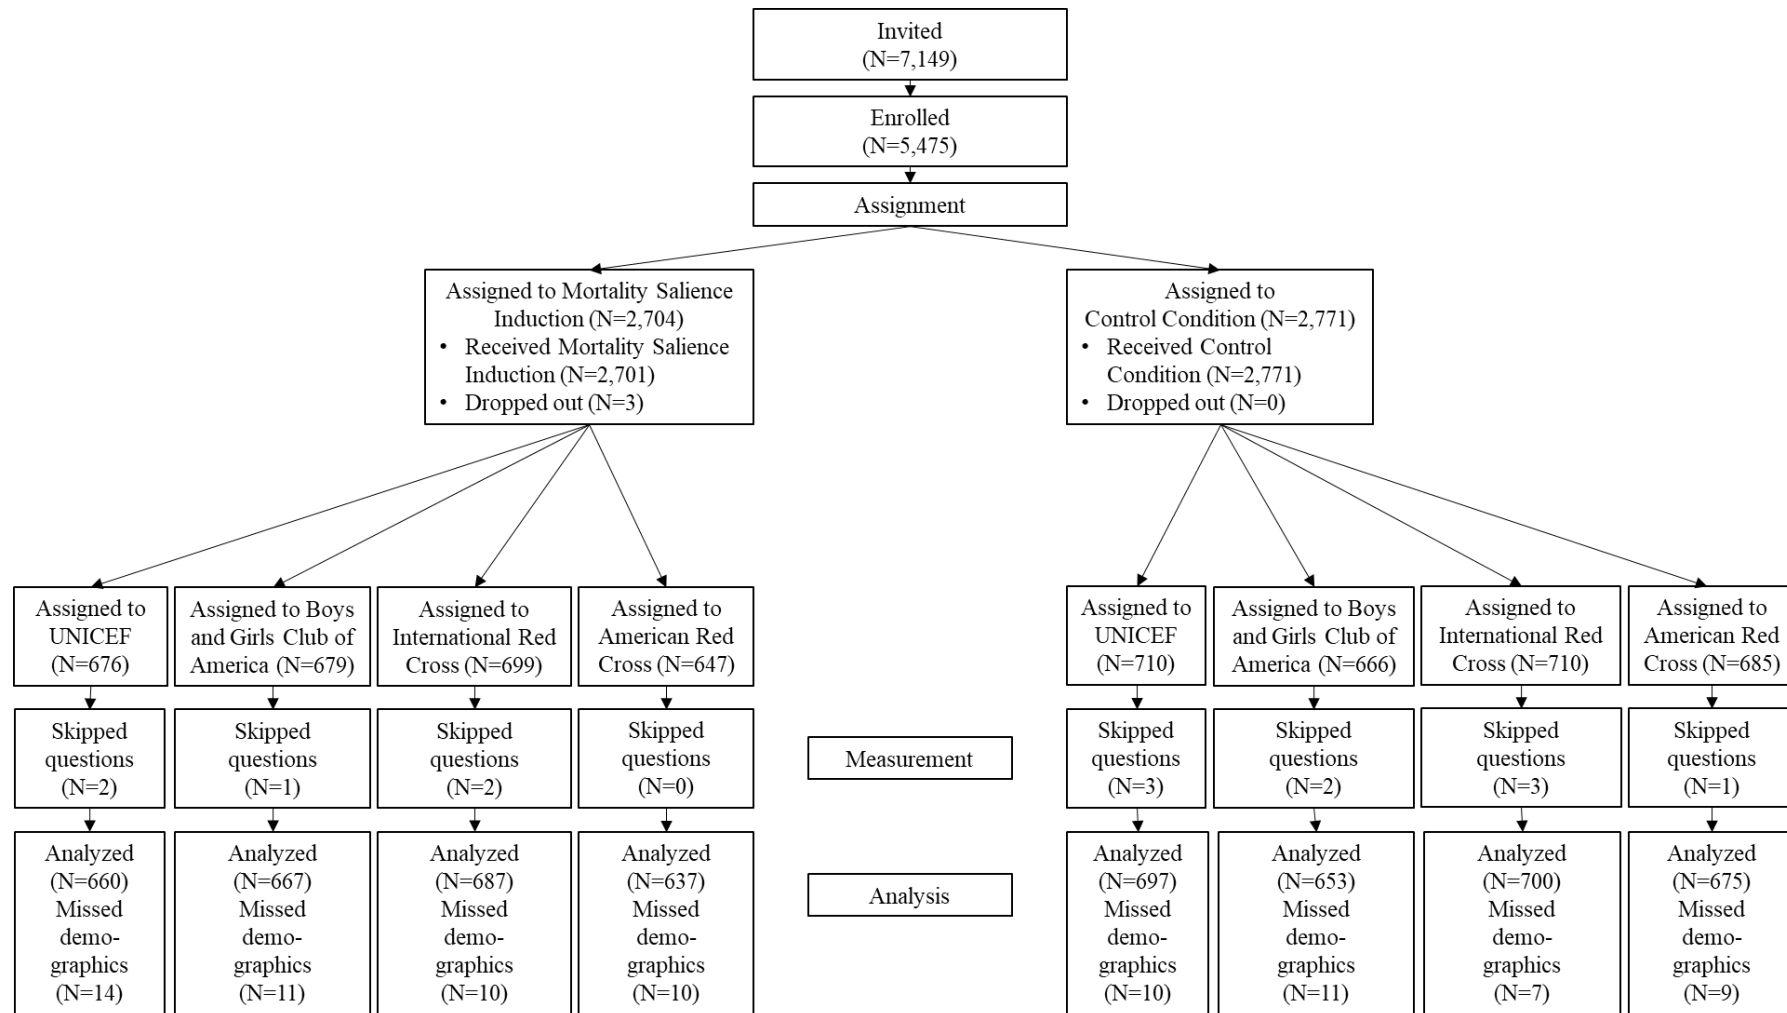 Invited
(N=7,149)
Enrolled
(N=5,475)
Assignment
Assigned to Mortality Salience
Induction (N=2,704)
• Received Mortality Salience
Induction (N=2,701)
• Dropped out (N=3)
Assigned to
Control Condition (N=2,771)
• Received Control
Condition (N=2,771)
• Dropped out (N=0)
Assigned to
UNICEF
(N=676)
Assigned to Boys
and Girls Club of
America (N=679)
Assigned to
International Red
Cross (N=699)
Assigned to
American Red
Cross (N=647)
Assigned to
UNICEF
(N=710)
Assigned to Boys
and Girls Club of
America (N=666)
Assigned to
International Red
Cross (N=710)
Assigned to
American Red
Cross (N=685)
Skipped
questions
(N=2)
Skipped
questions
(N=1)
Skipped
questions
(N=2)
Skipped
questions
(N=0)
Measurement
Skipped
questions
(N=3)
Skipped
questions
(N=2)
Skipped
questions
(N=3)
Skipped
questions
(N=1)
Analyzed
(N=660)
Missed
demo-
graphics
(N=14)
Analyzed
(N=667)
Missed
demo-
graphics
(N=11)
Analyzed
(N=687)
Missed
demo-
graphics
(N=10)
Analyzed
(N=637)
Missed
demo-
graphics
(N=10)
Analysis
Analyzed
(N=697)
Missed
demo-
graphics
(N=10)
Analyzed
(N=653)
Missed
demo-
graphics
(N=11)
Analyzed
(N=700)
Missed
demo-
graphics
(N=7)
Analyzed
(N=675)
Missed
demo-
graphics
(N=9)